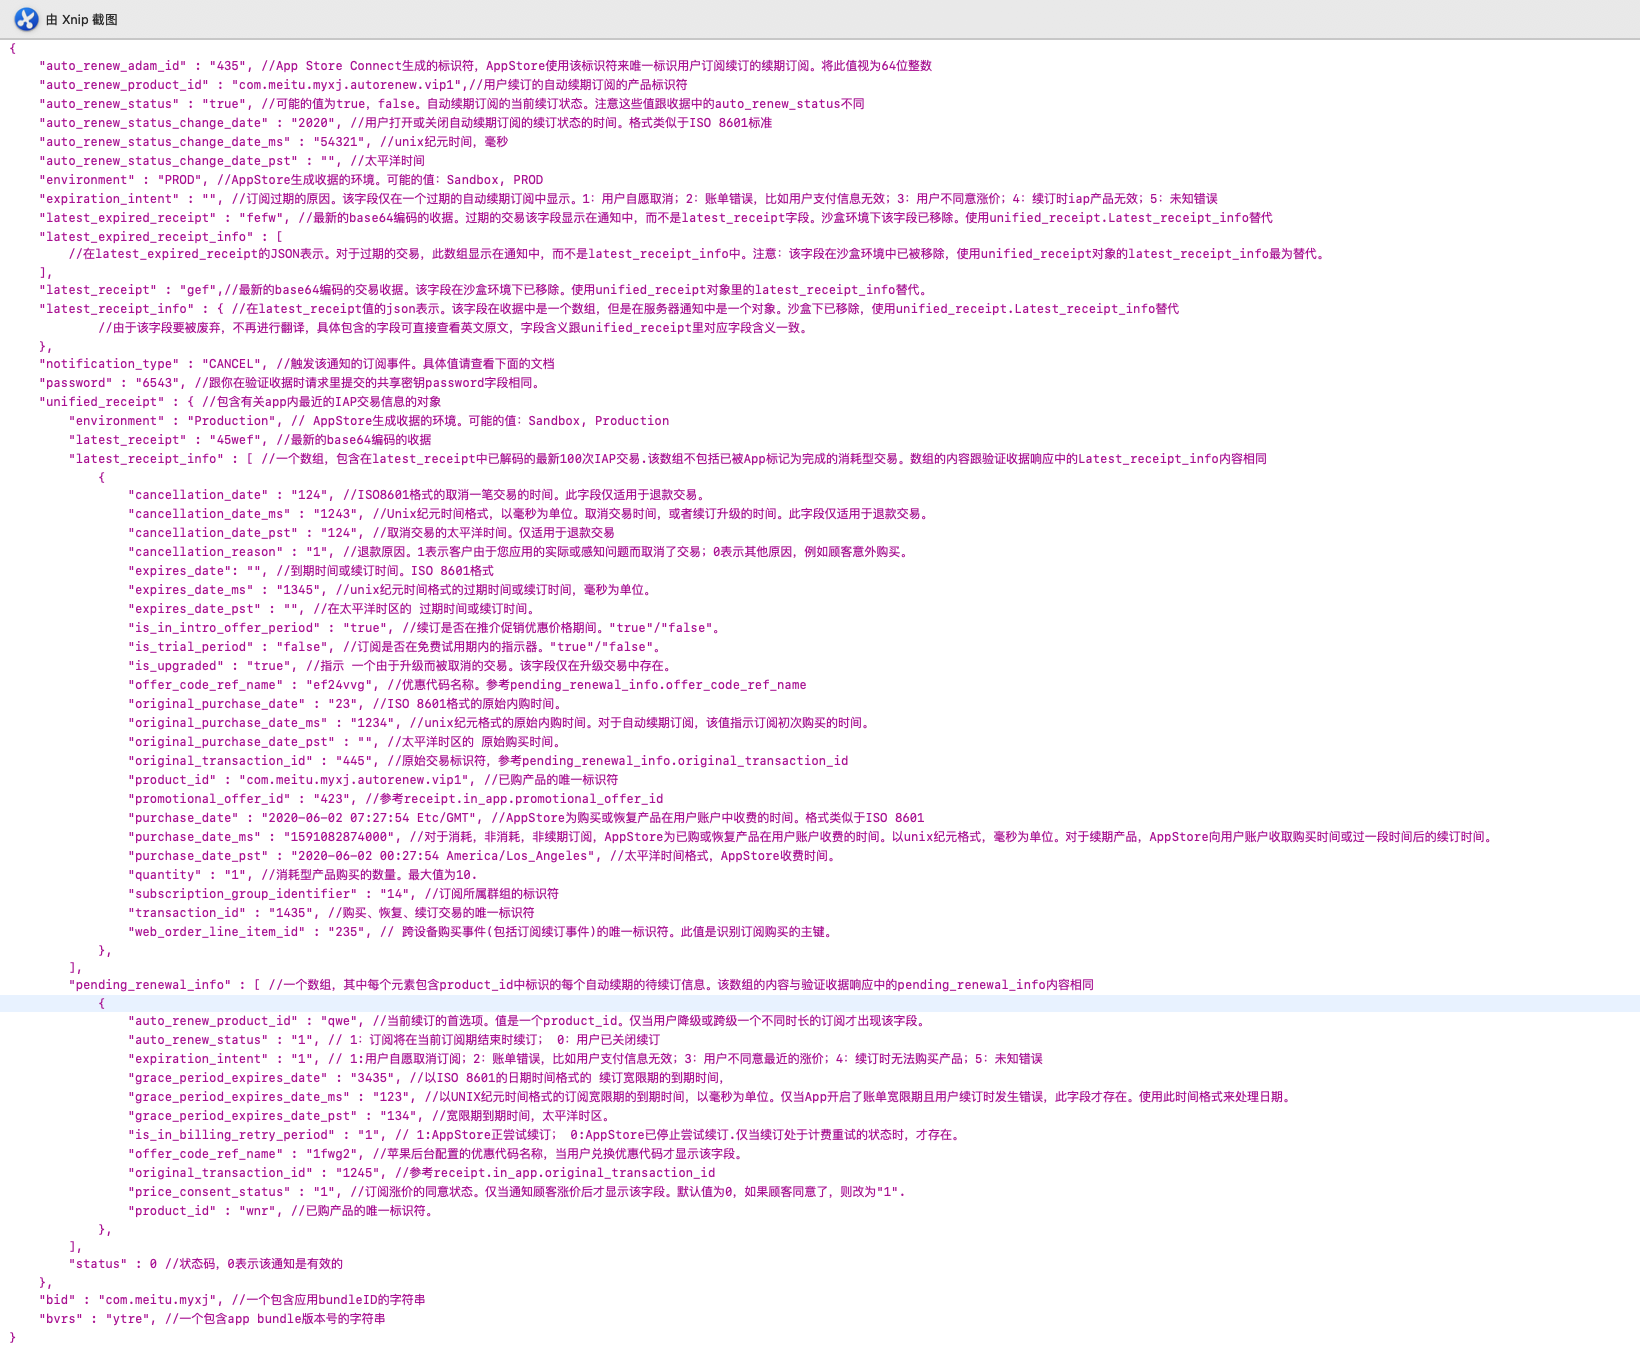 由 Xnip 截图
{
"auto_renew_adam_id" : "435", //App Store Connect生成的标识符，AppStore使用该标识符来唯一标识用户订阅续订的续期订阅。将此值视为64位整数
"auto_renew_product_id" : "com.meitu.myxj.autorenew.vip1",//用户续订的自动续期订阅的产品标识符
"auto_renew_status" : "true", //可能的值为true，false。自动续期订阅的当前续订状态。注意这些值跟收据中的auto_renew_status不同
"auto_renew_status_change_date" : "2020", //用户打开或关闭自动续期订阅的续订状态的时间。格式类似于ISO 8601标准
"auto_renew_status_change_date_ms" : "54321", //unix纪元时间，毫秒
"auto_renew_status_change_date_pst" : "", //太平洋时间
"environment" : "PROD", //AppStore生成收据的环境。可能的值：Sandbox, PROD
"expiration_intent" : "", //订阅过期的原因。该字段仅在一个过期的自动续期订阅中显示。1：用户自愿取消；2：账单错误，比如用户支付信息无效；3：用户不同意涨价；4：续订时iap产品无效；5：未知错误
"latest_expired_receipt" : "fefw", //最新的base64编码的收据。过期的交易该字段显示在通知中，而不是latest_receipt字段。沙盒环境下该字段已移除。使用unified_receipt.Latest_receipt_info替代
"latest_expired_receipt_info" : [
//在latest_expired_receipt的JSON表示。对于过期的交易，此数组显示在通知中，而不是latest_receipt_info中。注意：该字段在沙盒环境中已被移除，使用unified_receipt对象的latest_receipt_info最为替代。
],
"latest_receipt" : "gef",//最新的base64编码的交易收据。该字段在沙盒环境下已移除。使用unified_receipt对象里的latest_receipt_info替代。
"latest_receipt_info" : { //在latest_receipt值的json表示。该字段在收据中是一个数组，但是在服务器通知中是一个对象。沙盒下已移除，使用unified_receipt.Latest_receipt_info替代
//由于该字段要被废弃，不再进行翻译，具体包含的字段可直接查看英文原文，字段含义跟unified_receipt里对应字段含义一致。
},
"notification_type" : "CANCEL", //触发该通知的订阅事件。具体值请查看下面的文档
"password" : "6543", //跟你在验证收据时请求里提交的共享密钥password字段相同。
"unified_receipt" : { //包含有关app内最近的IAP交易信息的对象
"environment" : "Production", // AppStore生成收据的环境。可能的值：Sandbox, Production
"latest_receipt" : "45wef", //最新的base64编码的收据
"latest_receipt_info" : [ //一个数组，包含在latest_receipt中已解码的最新100次IAP交易.该数组不包括已被App标记为完成的消耗型交易。数组的内容跟验证收据响应中的Latest_receipt_info内容相同
{
"cancellation_date" : "124", //ISO8601格式的取消一笔交易的时间。此字段仅适用于退款交易。
"cancellation_date_ms" : "1243", //Unix纪元时间格式，以毫秒为单位。取消交易时间，或者续订升级的时间。此字段仅适用于退款交易。
"cancellation_date_pst" : "124", //取消交易的太平洋时间。仅适用于退款交易
"cancellation_reason" : "1", //退款原因。1表示客户由于您应用的实际或感知问题而取消了交易；0表示其他原因，例如顾客意外购买。
"expires_date": "", //到期时间或续订时间。ISO 8601格式
"expires_date_ms" : "1345", //unix纪元时间格式的过期时间或续订时间，毫秒为单位。
"expires_date_pst" : "", //在太平洋时区的 过期时间或续订时间。
"is_in_intro_offer_period" : "true", //续订是否在推介促销优惠价格期间。"true"/"false"。
"is_trial_period" : "false", //订阅是否在免费试用期内的指示器。"true"/"false"。
"is_upgraded" : "true", //指示 一个由于升级而被取消的交易。该字段仅在升级交易中存在。
"offer_code_ref_name" : "ef24vvg", //优惠代码名称。参考pending_renewal_info.offer_code_ref_name
"original_purchase_date" : "23", //ISO 8601格式的原始内购时间。
"original_purchase_date_ms" : "1234", //unix纪元格式的原始内购时间。对于自动续期订阅，该值指示订阅初次购买的时间。
"original_purchase_date_pst" : "", //太平洋时区的 原始购买时间。
"original_transaction_id" : "445", //原始交易标识符，参考pending_renewal_info.original_transaction_id
"product_id" : "com.meitu.myxj.autorenew.vip1", //已购产品的唯一标识符
"promotional_offer_id" : "423", //参考receipt.in_app.promotional_offer_id
"purchase_date" : "2020-06-02 07:27:54 Etc/GMT", //AppStore为购买或恢复产品在用户账户中收费的时间。格式类似于ISO 8601
"purchase_date_ms" : "1591082874000", //对于消耗，非消耗，非续期订阅，AppStore为已购或恢复产品在用户账户收费的时间。以unix纪元格式，毫秒为单位。对于续期产品，AppStore向用户账户收取购买时间或过一段时间后的续订时间。
"purchase_date_pst" : "2020-06-02 00:27:54 America/Los_Angeles", //太平洋时间格式，AppStore收费时间。
"quantity" : "1", //消耗型产品购买的数量。最大值为10.
"subscription_group_identifier" : "14", //订阅所属群组的标识符
"transaction_id" : "1435", //购买、恢复、续订交易的唯一标识符
"web_order_line_item_id" : "235", // 跨设备购买事件(包括订阅续订事件)的唯一标识符。此值是识别订阅购买的主键。
},
],
"pending_renewal_info" : [ //一个数组，其中每个元素包含product_id中标识的每个自动续期的待续订信息。该数组的内容与验证收据响应中的pending_renewal_info内容相同
{
"auto_renew_product_id" : "qwe", //当前续订的首选项。值是一个product_id。仅当用户降级或跨级一个不同时长的订阅才出现该字段。
"auto_renew_status" : "1", // 1：订阅将在当前订阅期结束时续订； 0：用户已关闭续订
"expiration_intent" : "1", // 1:用户自愿取消订阅；2：账单错误，比如用户支付信息无效；3：用户不同意最近的涨价；4：续订时无法购买产品；5：未知错误
"grace_period_expires_date" : "3435", //以ISO 8601的日期时间格式的 续订宽限期的到期时间，
"grace_period_expires_date_ms" : "123", //以UNIX纪元时间格式的订阅宽限期的到期时间，以毫秒为单位。仅当App开启了账单宽限期且用户续订时发生错误，此字段才存在。使用此时间格式来处理日期。
"grace_period_expires_date_pst" : "134", //宽限期到期时间，太平洋时区。
"is_in_billing_retry_period" : "1", // 1:AppStore正尝试续订； 0:AppStore已停止尝试续订.仅当续订处于计费重试的状态时，才存在。
"offer_code_ref_name" : "1fwg2", //苹果后台配置的优惠代码名称，当用户兑换优惠代码才显示该字段。
"original_transaction_id" : "1245", //参考receipt.in_app.original_transaction_id
"price_consent_status" : "1", //订阅涨价的同意状态。仅当通知顾客涨价后才显示该字段。默认值为0，如果顾客同意了，则改为"1".
"product_id" : "wnr", //已购产品的唯一标识符。
},
],
"status" : 0 //状态码，0表示该通知是有效的
},
"bid" : "com.meitu.myxj", //一个包含应用bundleID的字符串
"bvrs" : "ytre", //一个包含app bundle版本号的字符串
}